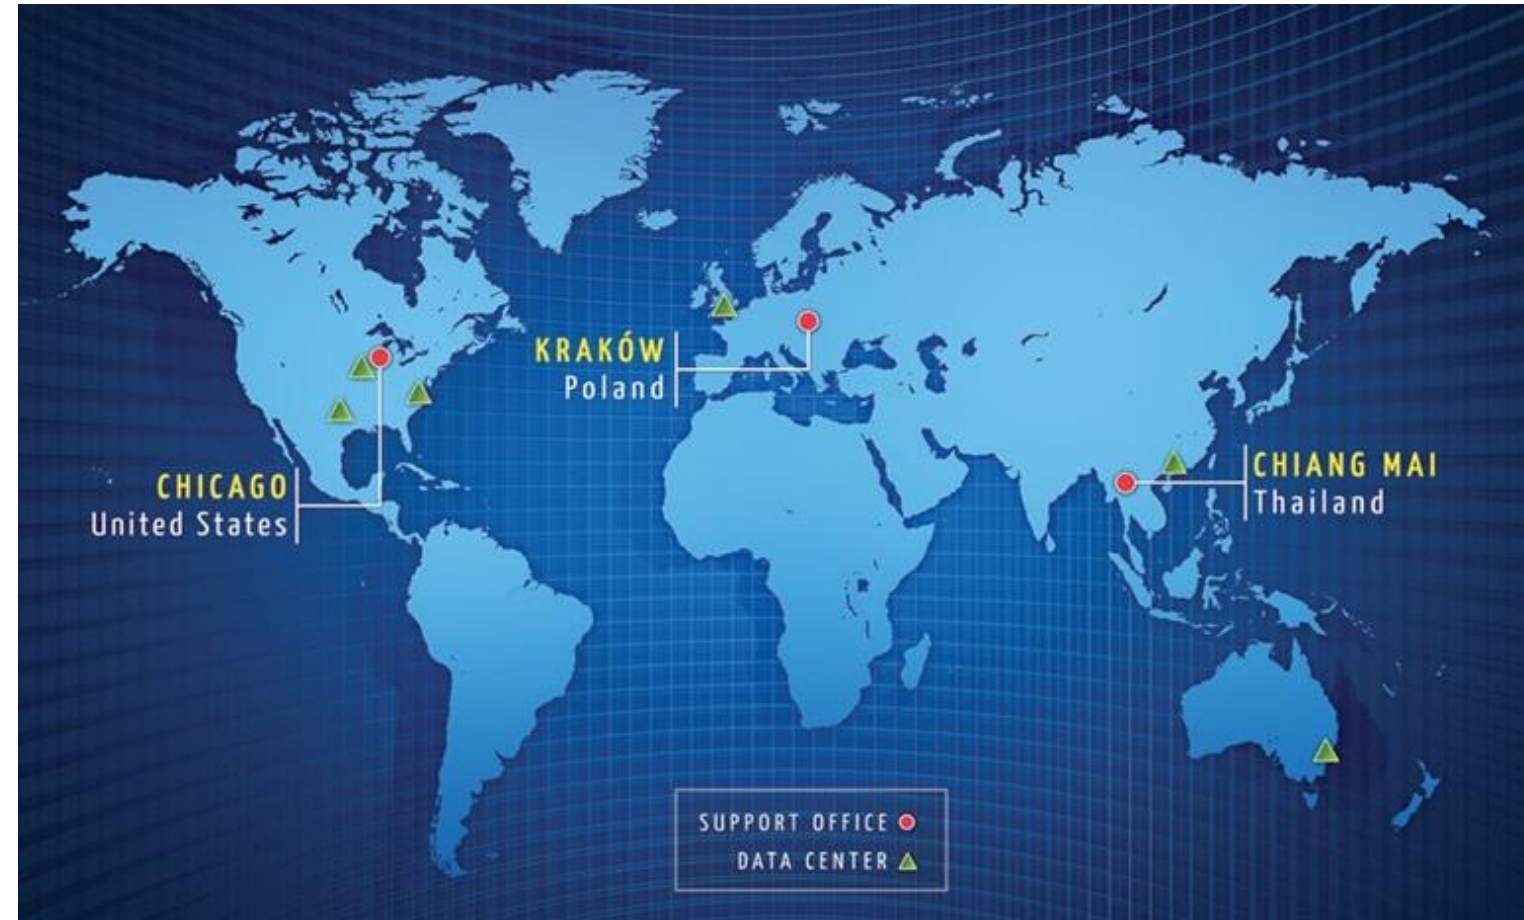 KRAKÓW
Poland
CHICAGO
United States
CHIANG MAI
Thailand
SUPPORT OFFICE
DATA CENTER